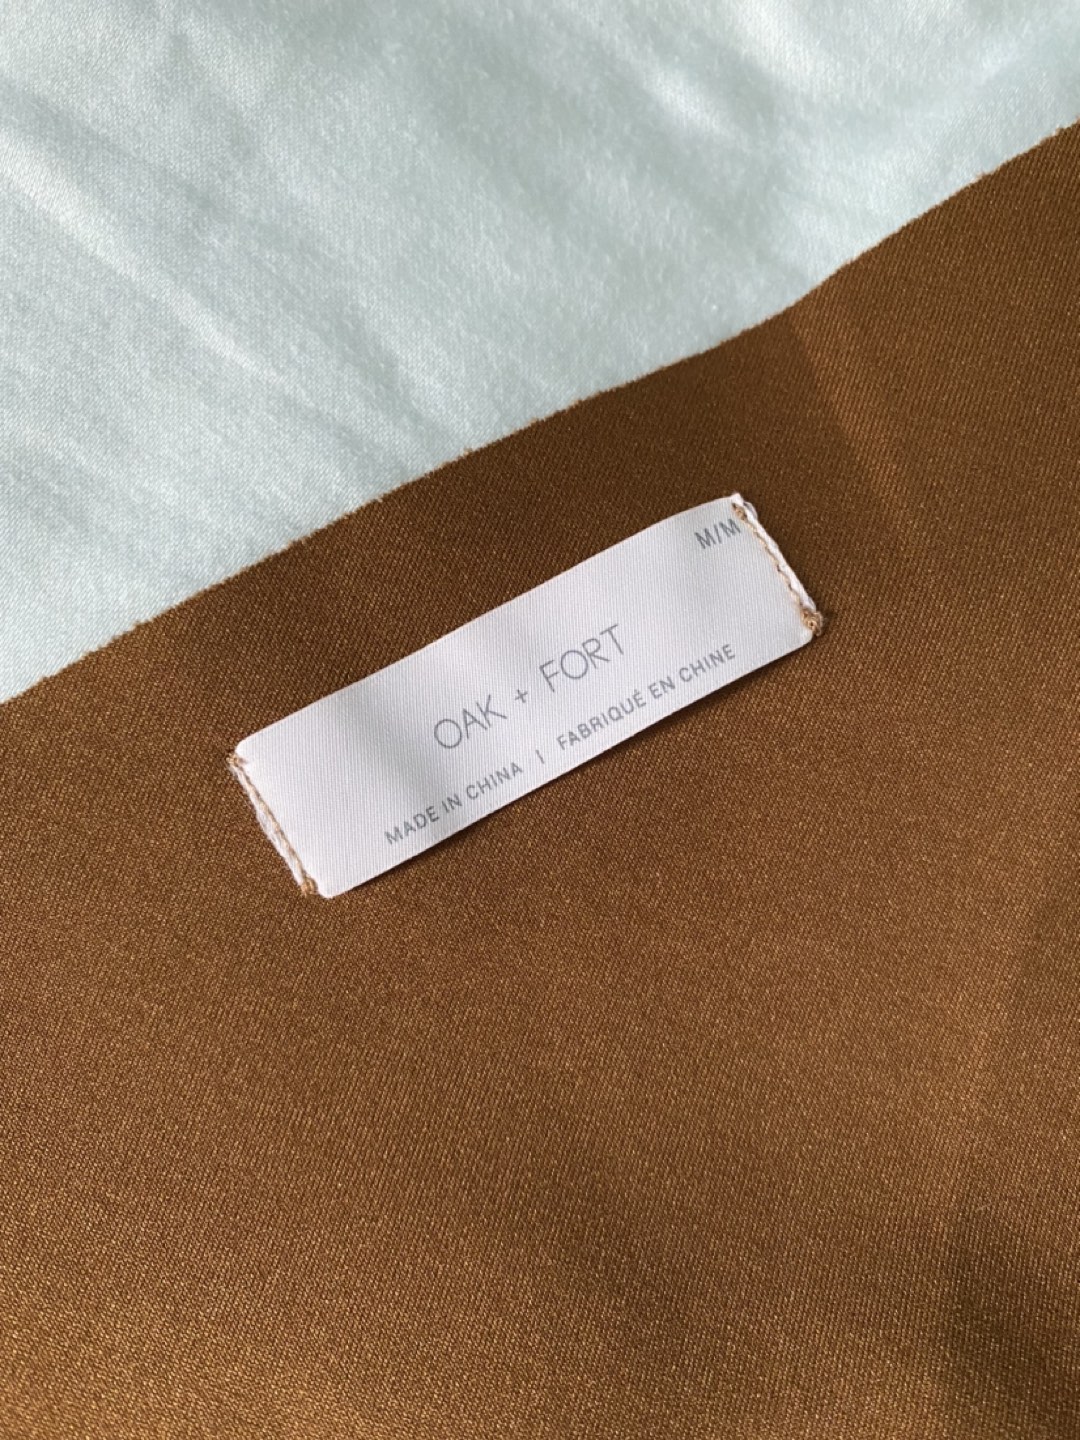 M/M
OAK + FORT
MADE IN CHINA | FABRIQUÉ EN CHINE